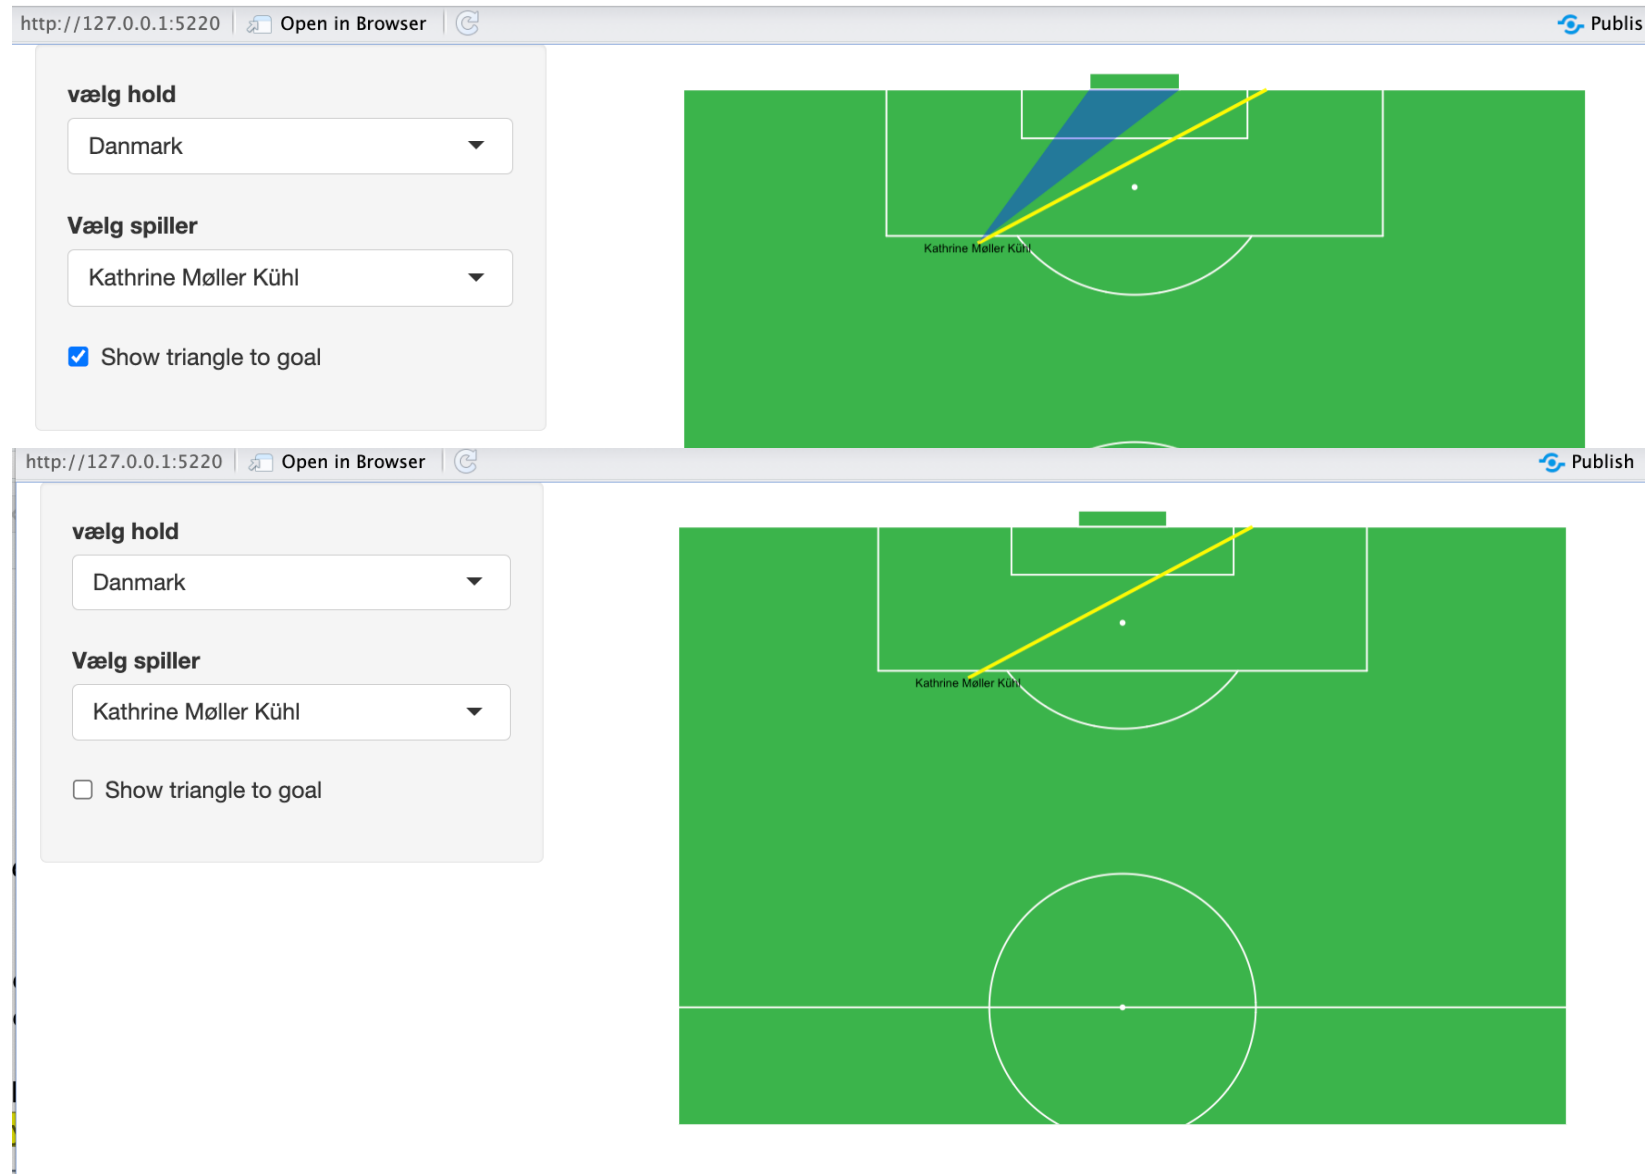 http://127.0.0.1:5220 Open in Browser Publis
vælg hold
Danmark
Vælg spiller
Kathrine Møller Kühl
Show triangle to goal
Kathrine Møller Kühl
http://127.0.0.1:5220 Open in Browser Publish
vælg hold
Danmark
Vælg spiller
Kathrine Møller Kühl
Show triangle to goal
Kathrine Møller Kühl